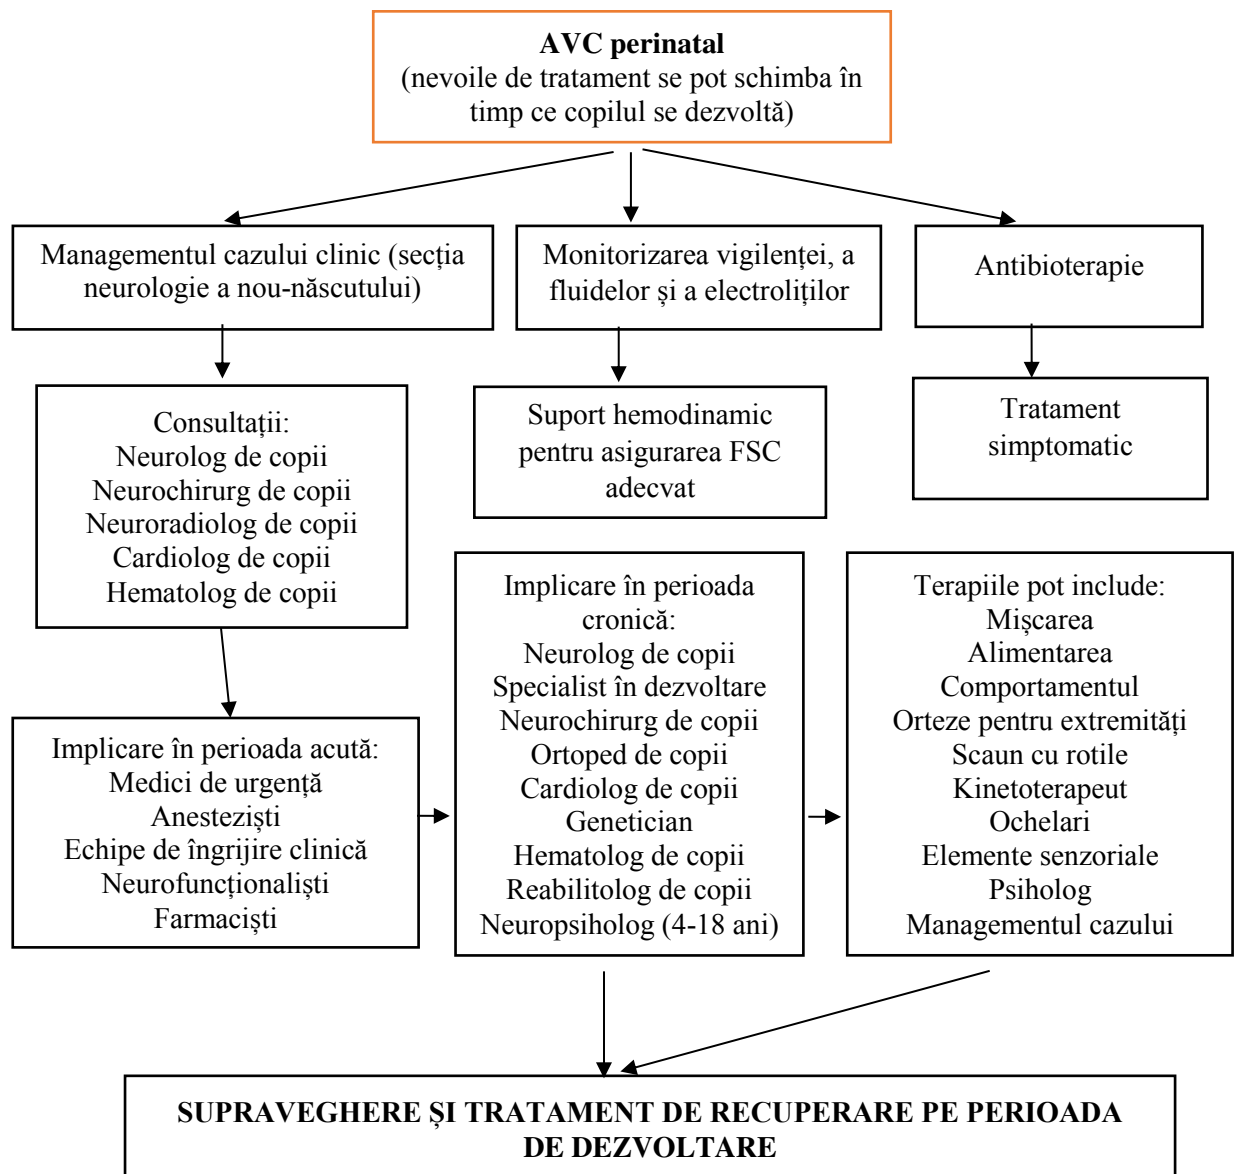 AVC perinatal
(nevoile de tratament se pot schimba în
timp ce copilul se dezvoltă)
Managementul cazului clinic (secția
neurologie a nou-născutului)
Monitorizarea vigilenței, a
fluidelor și a electroliților
Antibioterapie
Consultații:
Neurolog de copii
Neurochirurg de copii
Neuroradiolog de copii
Cardiolog de copii
Hematolog de copii
Suport hemodinamic
pentru asigurarea FSC
adecvat
Tratament
simptomatic
Implicare în perioada acută:
Medici de urgență
Anesteziști
Echipe de îngrijire clinică
Neurofuncționaliști
Farmaciști
Implicare în perioada
cronică:
Neurolog de copii
Specialist în dezvoltare
Neurochirurg de copii
Ortoped de copii
Cardiolog de copii
Genetician
Hematolog de copii
Reabilitolog de copii
Neuropsiholog (4-18 ani)
Terapiile pot include:
Mișcarea
Alimentarea
Comportamentul
Orteze pentru extremități
Scaun cu rotile
Kinetoterapeut
Ochelari
Elemente senzoriale
Psiholog
Managementul cazului
SUPRAVEGHERE ȘI TRATAMENT DE RECUPERARE PE PERIOADA
DE DEZVOLTARE